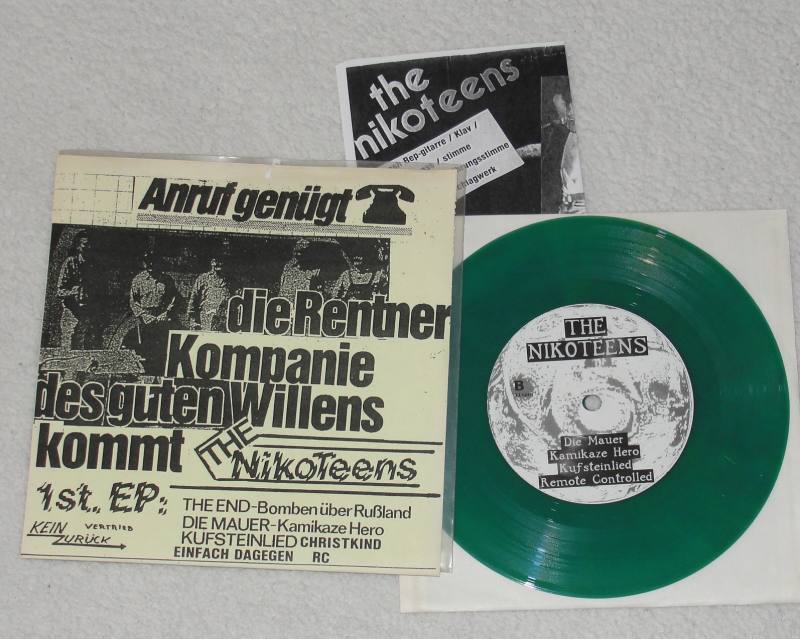 Anruf genügt
die Rentner
Kompanie
des guten Willens
kommt
THE
NikoTeens
1st. EP:
THE END-Bomben über Rußland
DIE MAUER-Kamikaze Hero
KUFSTEINLIED CHRISTKIND
EINFACH DAGEGEN RC
KEIN VERTRIEB
ZURÜCK
the
nikoteens
Bep-gitarre / Klav /
/ stimme
THE
NIKOTEENS
B
Die Mauer
Kamikaze Hero
Kufsteinlied
Remote Controlled